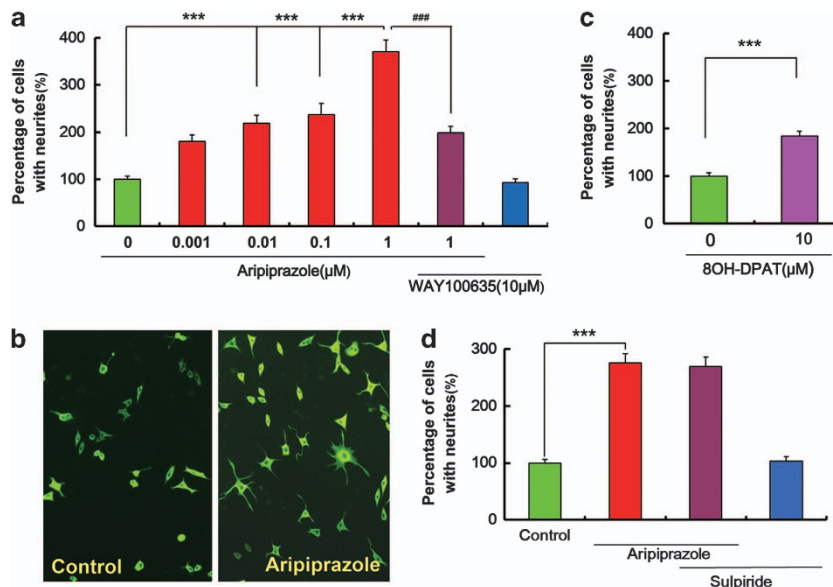 a
Percentage of cells
with neurites(%)
400
300
200
100
0
*** *** *** ###
0 0.001 0.01 0.1 1 1
Aripiprazole(μM)
WAY100635(10μM)
b
Control
Aripiprazole
c
Percentage of cells
with neurites(%)
400
300
200
100
0
***
0 10
8OH-DPAT(μM)
d
Percentage of cells
with neurites(%)
300
200
100
0
***
Control
Aripiprazole
Sulpiride